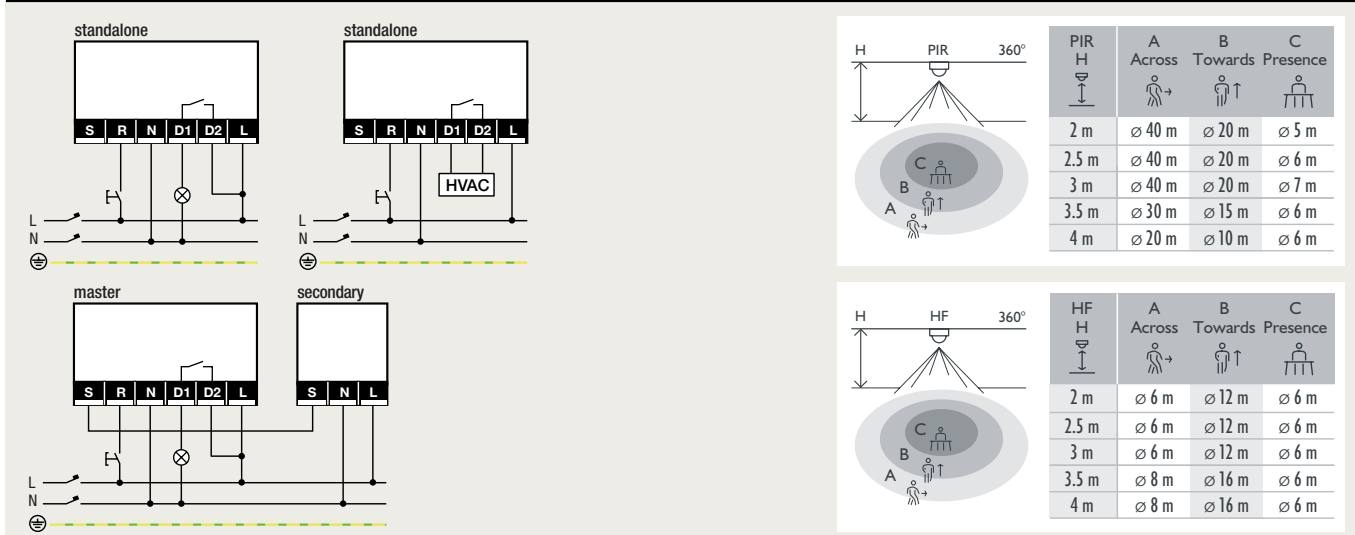 standalone
S R N D1 D2 L
L
N
standalone
S R N D1 D2 L
HVAC
L
N
master
S R N D1 D2 L
secondary
S N L
L
N
H PIR 360°
C
B
A
PIR H A Across B Towards C Presence
2 m ⌀ 40 m ⌀ 20 m ⌀ 5 m
2.5 m ⌀ 40 m ⌀ 20 m ⌀ 6 m
3 m ⌀ 40 m ⌀ 20 m ⌀ 7 m
3.5 m ⌀ 30 m ⌀ 15 m ⌀ 6 m
4 m ⌀ 20 m ⌀ 10 m ⌀ 6 m
H HF 360°
C
B
A
HF H A Across B Towards C Presence
2 m ⌀ 6 m ⌀ 12 m ⌀ 6 m
2.5 m ⌀ 6 m ⌀ 12 m ⌀ 6 m
3 m ⌀ 6 m ⌀ 12 m ⌀ 6 m
3.5 m ⌀ 8 m ⌀ 16 m ⌀ 6 m
4 m ⌀ 8 m ⌀ 16 m ⌀ 6 m